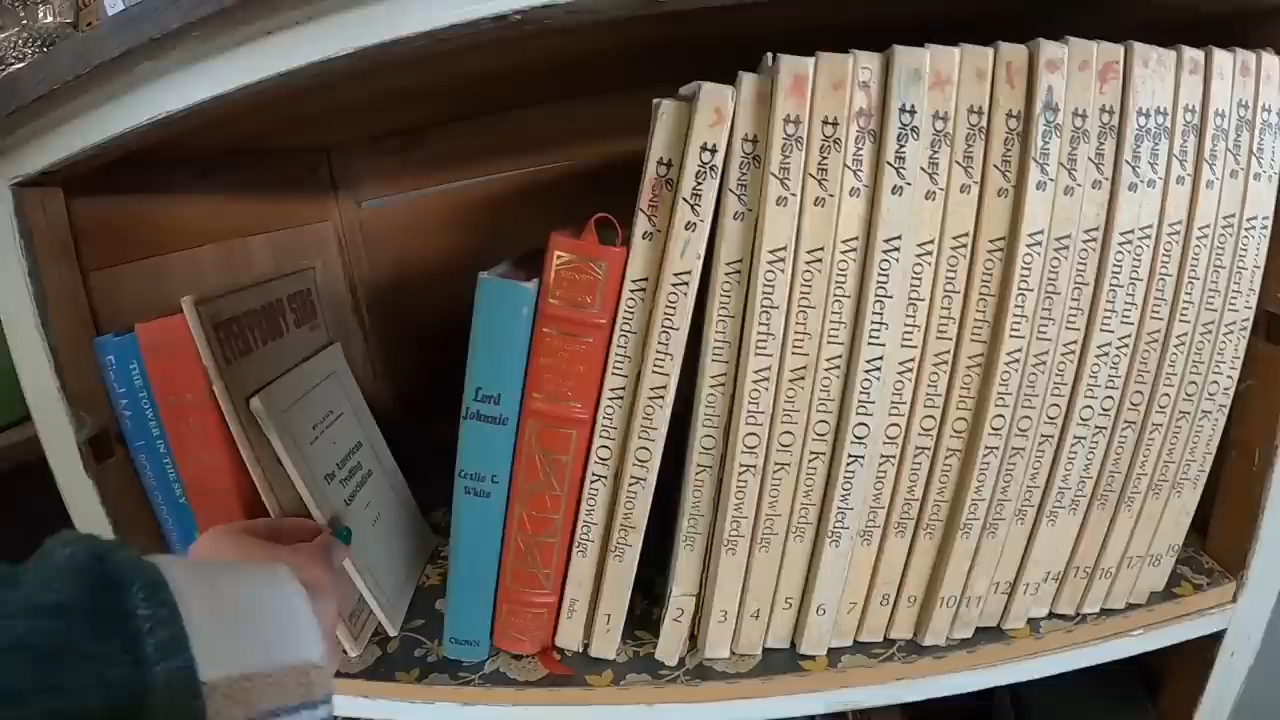 THE TOWER IN THE SKY
EVERYBODY SING
The American
Trotting
Association
Lord
Johnnie
Leslie T.
White
CROWN
Disney's Wonderful World Of Knowledge Index
Disney's Wonderful World Of Knowledge 1
Disney's Wonderful World Of Knowledge 2
Disney's Wonderful World Of Knowledge 3
Disney's Wonderful World Of Knowledge 4
Disney's Wonderful World Of Knowledge 5
Disney's Wonderful World Of Knowledge 6
Disney's Wonderful World Of Knowledge 7
Disney's Wonderful World Of Knowledge 8
Disney's Wonderful World Of Knowledge 9
Disney's Wonderful World Of Knowledge 10
Disney's Wonderful World Of Knowledge 11
Disney's Wonderful World Of Knowledge 12
Disney's Wonderful World Of Knowledge 13
Disney's Wonderful World Of Knowledge 14
Disney's Wonderful World Of Knowledge 15
Disney's Wonderful World Of Knowledge 16
Disney's Wonderful World Of Knowledge 17
Disney's Wonderful World Of Knowledge 18
Disney's Wonderful World Of Knowledge 19